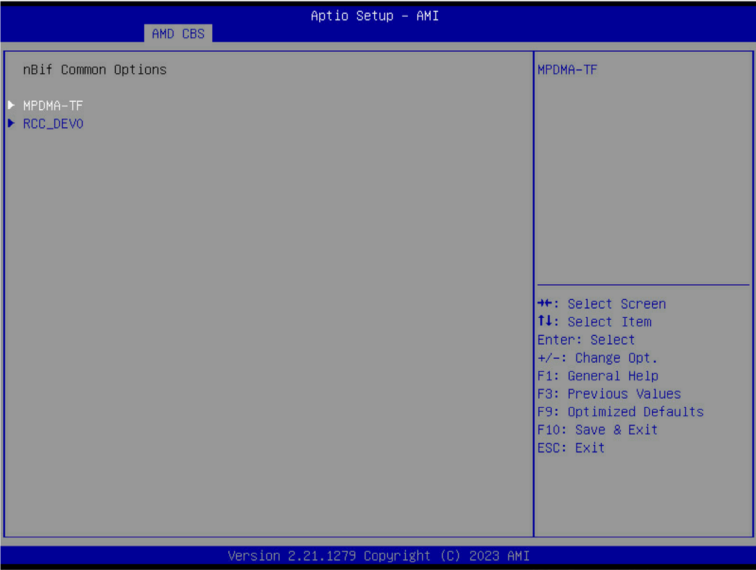 Aptio Setup - AMI
AMD CBS
nBif Common Options
MPDMA-TF
RCC_DEV0
MPDMA-TF
→←: Select Screen
↑↓: Select Item
Enter: Select
+/-: Change Opt.
F1: General Help
F3: Previous Values
F9: Optimized Defaults
F10: Save & Exit
ESC: Exit
Version 2.21.1279 Copyright (C) 2023 AMI